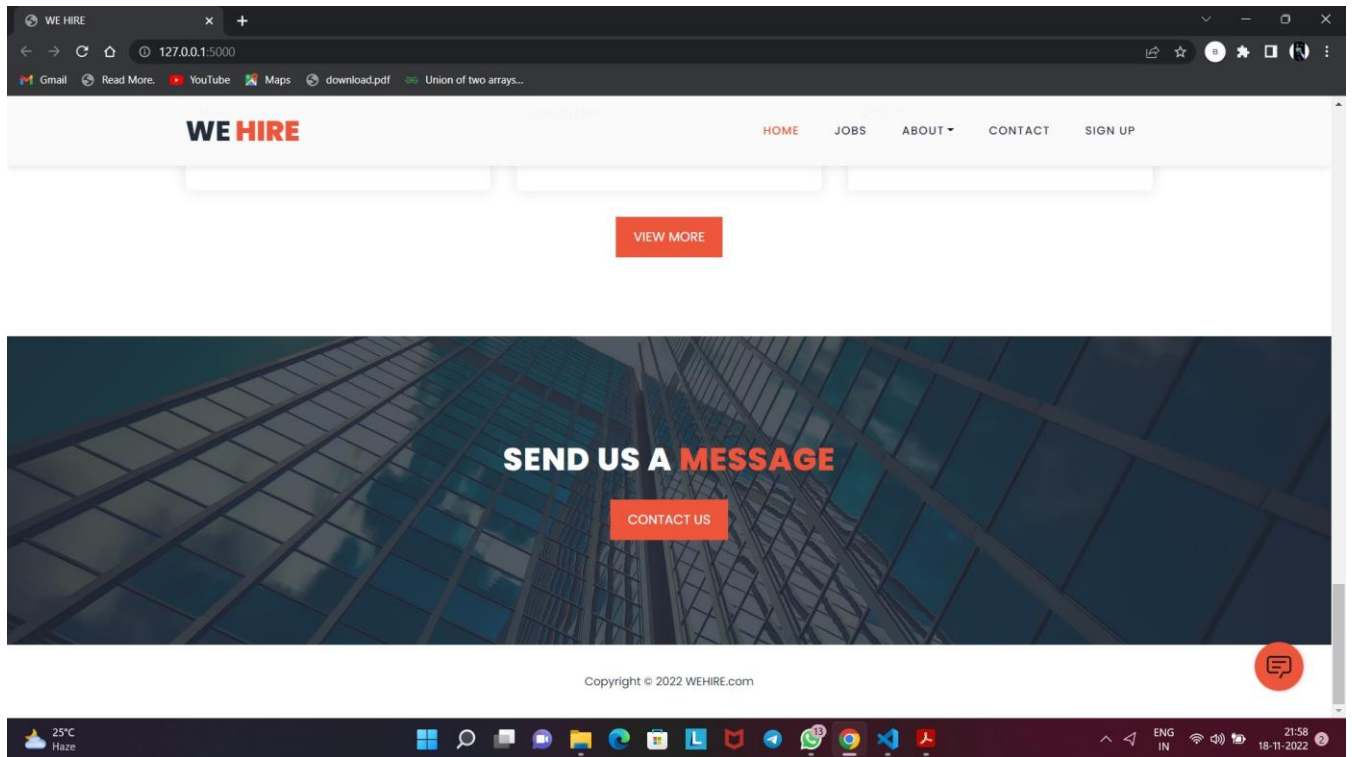 WE HIRE
127.0.0.1:5000
Gmail Read More. YouTube Maps download.pdf Union of two arrays...
WE HIRE
HOME JOBS ABOUT CONTACT SIGN UP
VIEW MORE
SEND US A MESSAGE
CONTACT US
Copyright © 2022 WEHIRE.com
25°C
Haze
L
13
ENG
IN
21:58
18-11-2022
2